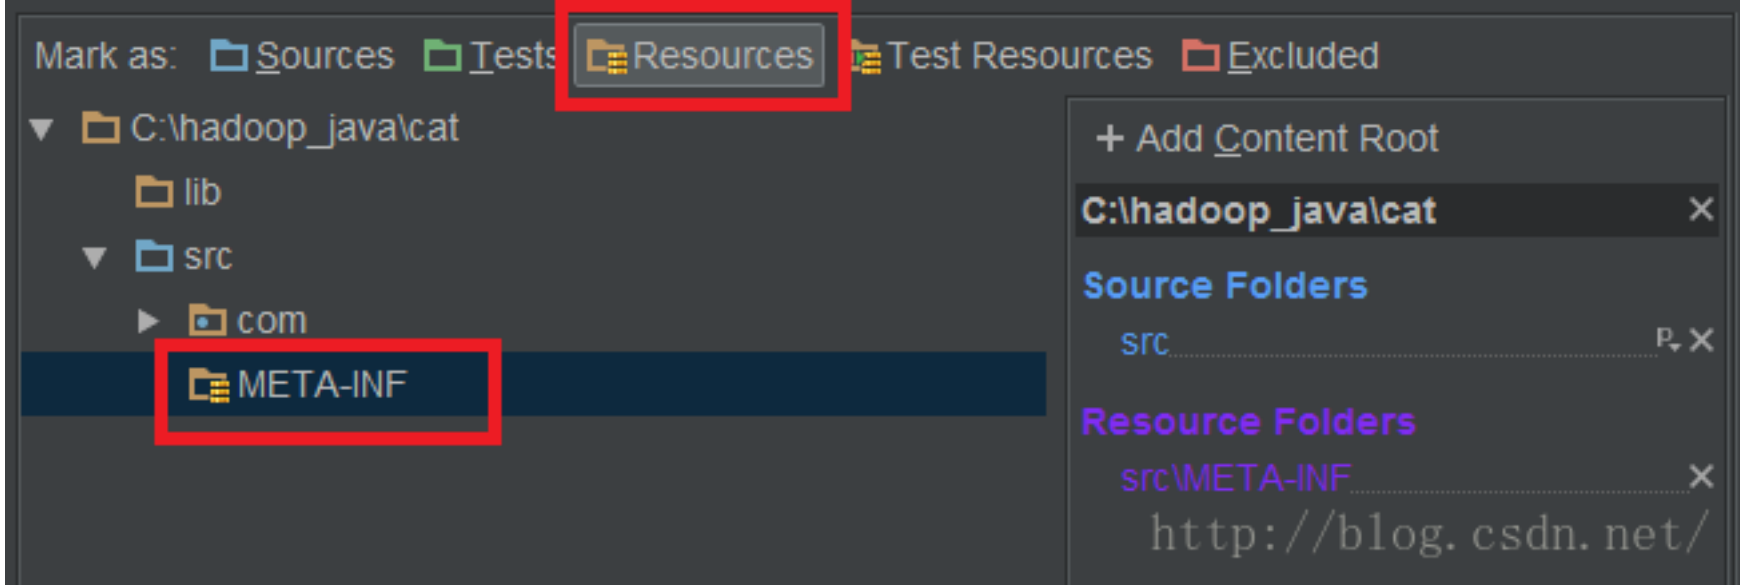 Mark as: Sources Tests Resources Test Resources Excluded
C:\hadoop_java\cat
lib
src
com
META-INF
+ Add Content Root
C:\hadoop_java\cat
Source Folders
src
Resource Folders
src\META-INF
http://blog.csdn.net/